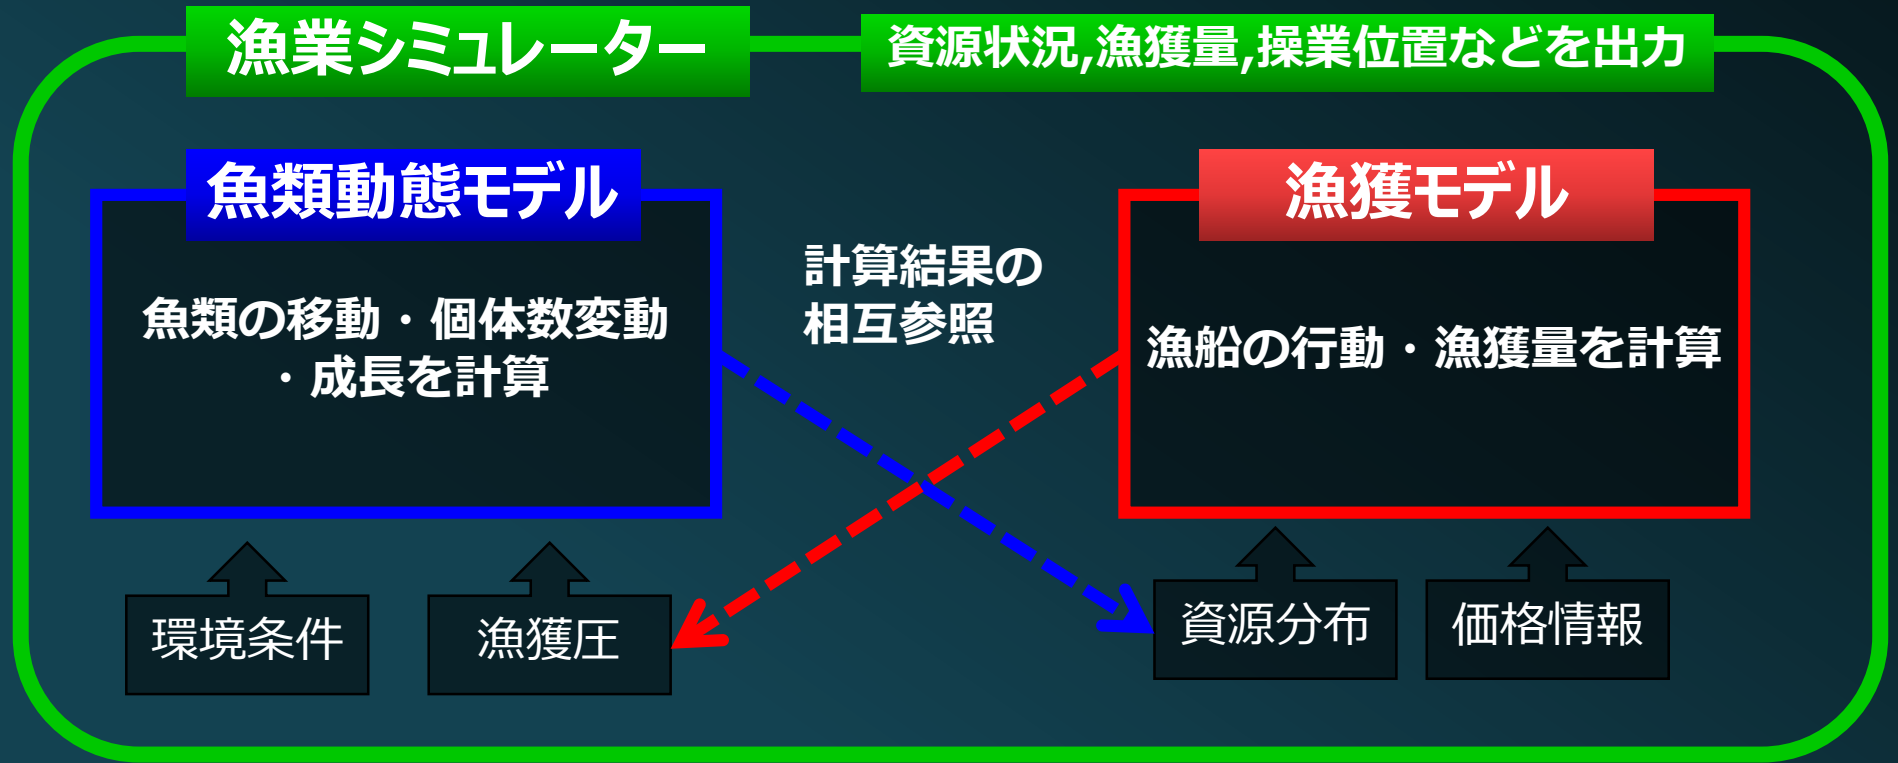 漁業シミュレーター
資源状況,漁獲量,操業位置などを出力
魚類動態モデル
魚類の移動・個体数変動
・成長を計算
計算結果の
相互参照
漁獲モデル
漁船の行動・漁獲量を計算
環境条件
漁獲圧
資源分布
価格情報